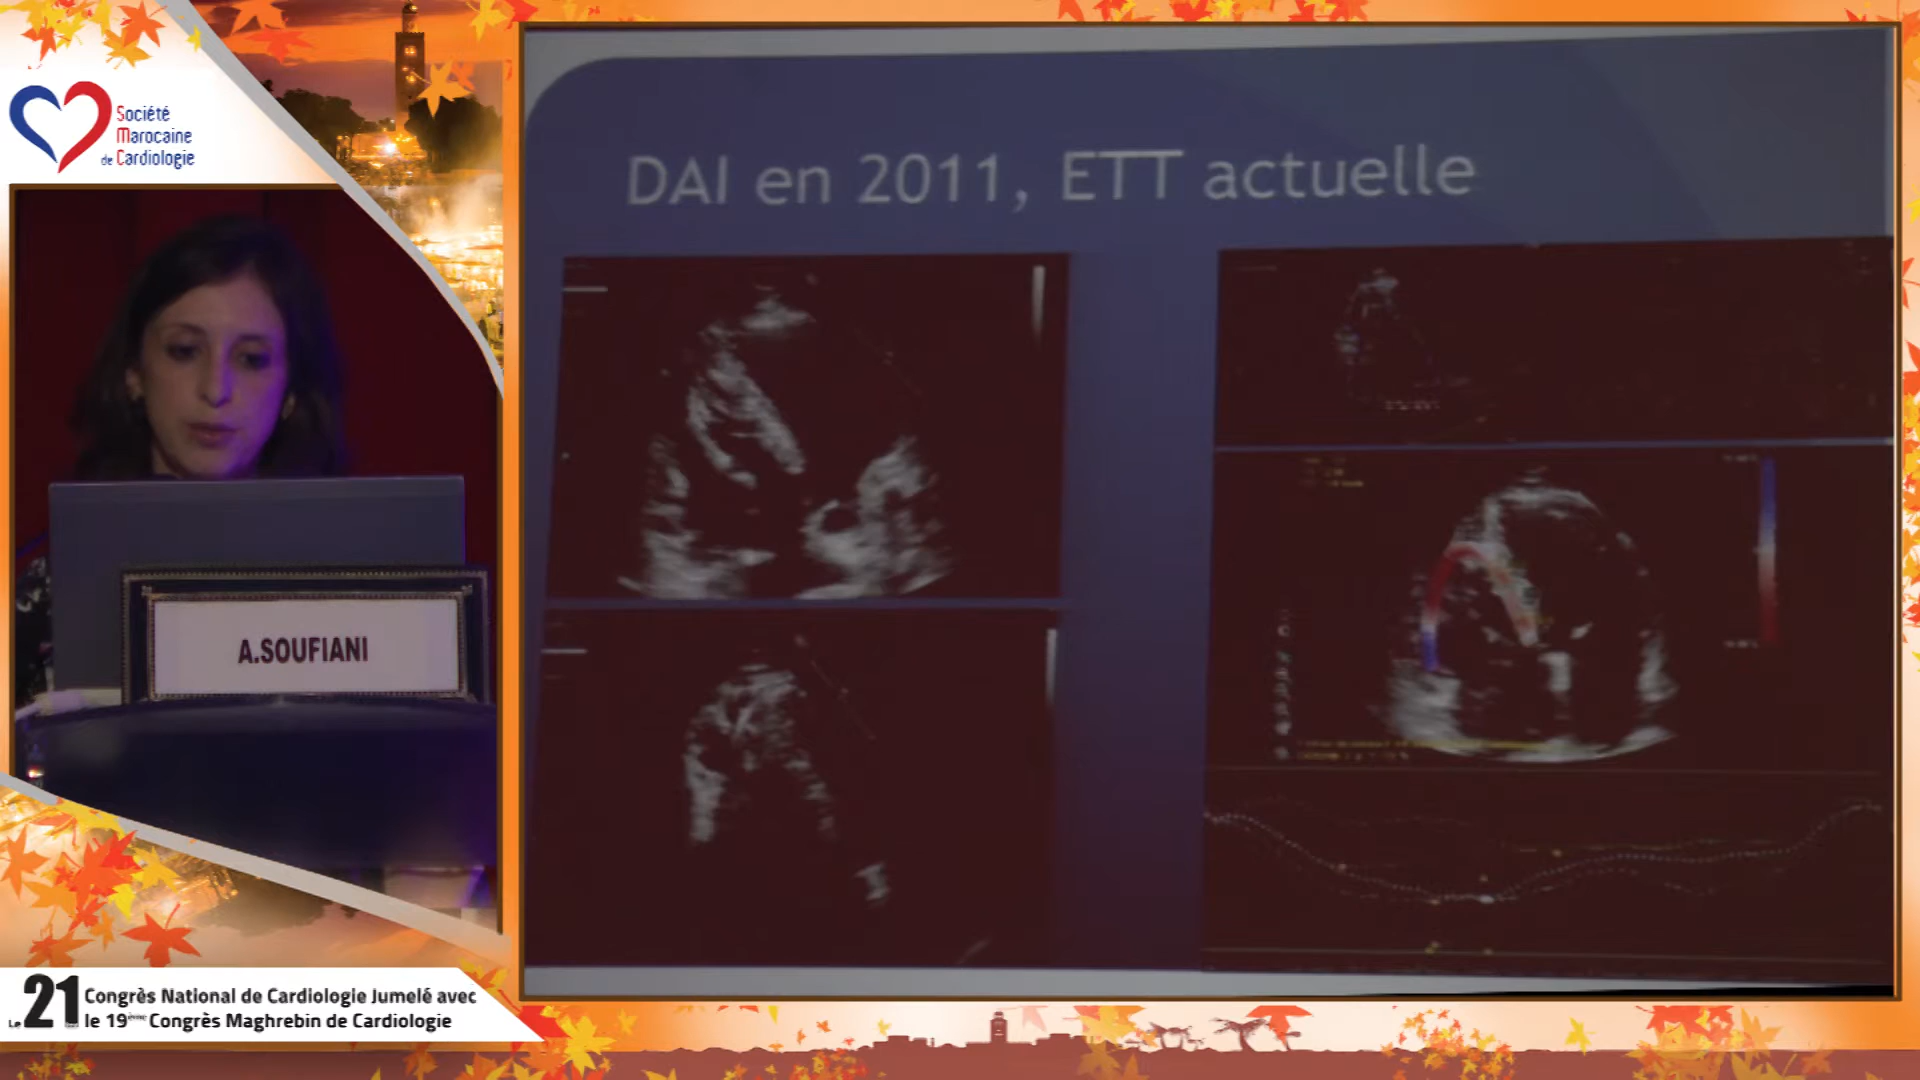 Société
Marocaine
de Cardiologie
DAI en 2011, ETT actuelle
A.SOUFIANI
Le 21 Congrès National de Cardiologie Jumelé avec
le 19ème Congrès Maghrebin de Cardiologie